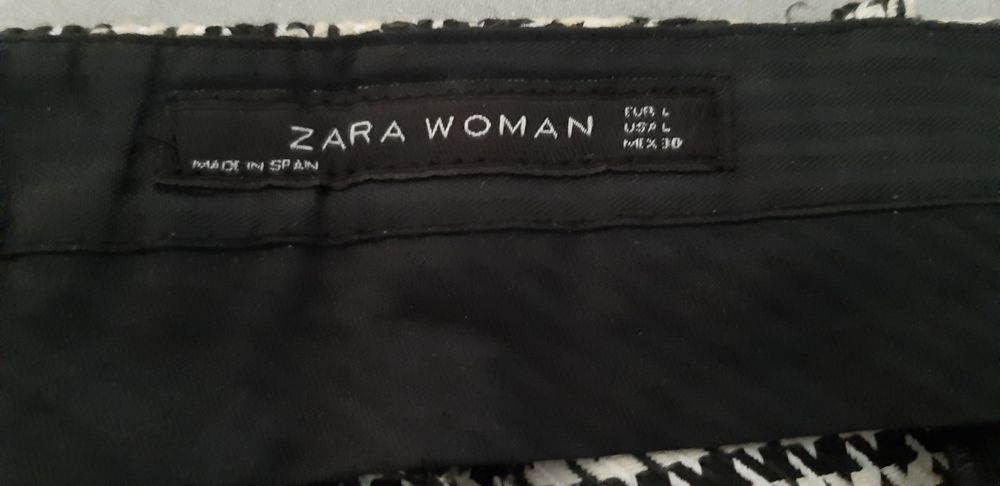 ZARA WOMAN
EUR L
USA L
MEX 30
MADE IN SPAIN